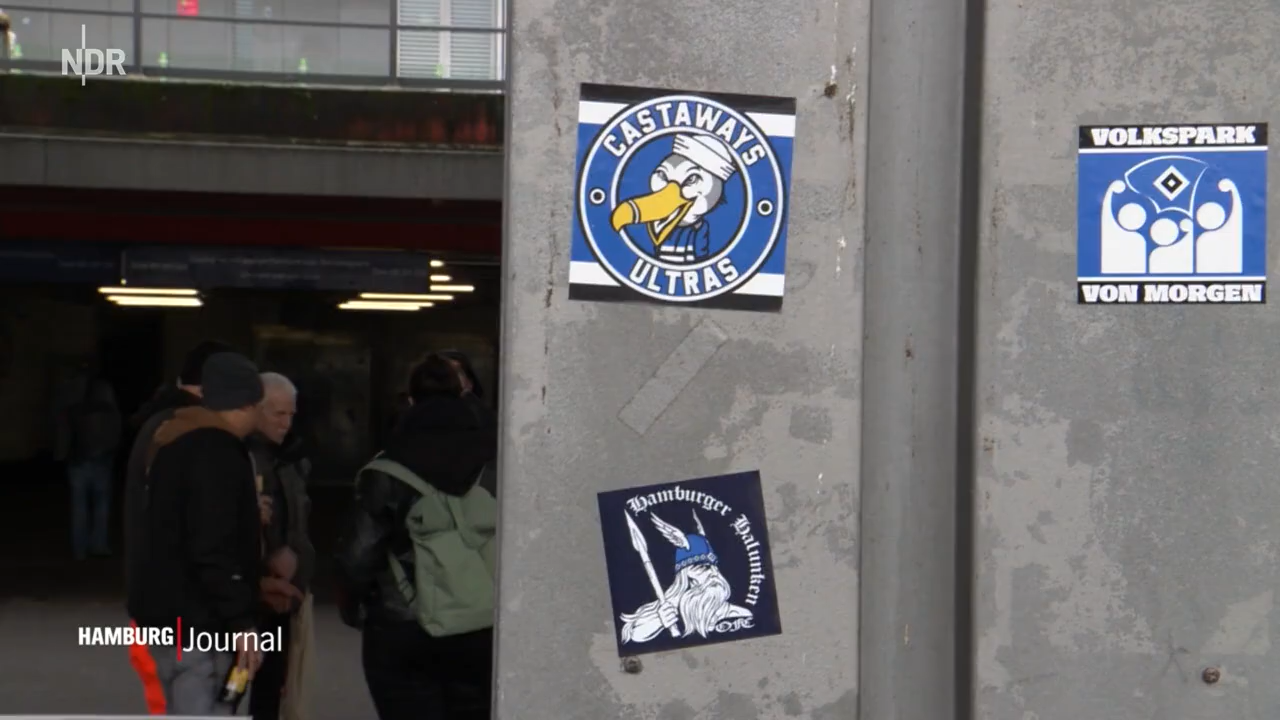 NDR
CASTAWAYS
ULTRAS
VOLKSPARK
VON MORGEN
Hamburger Halunken
HAMBURG Journal